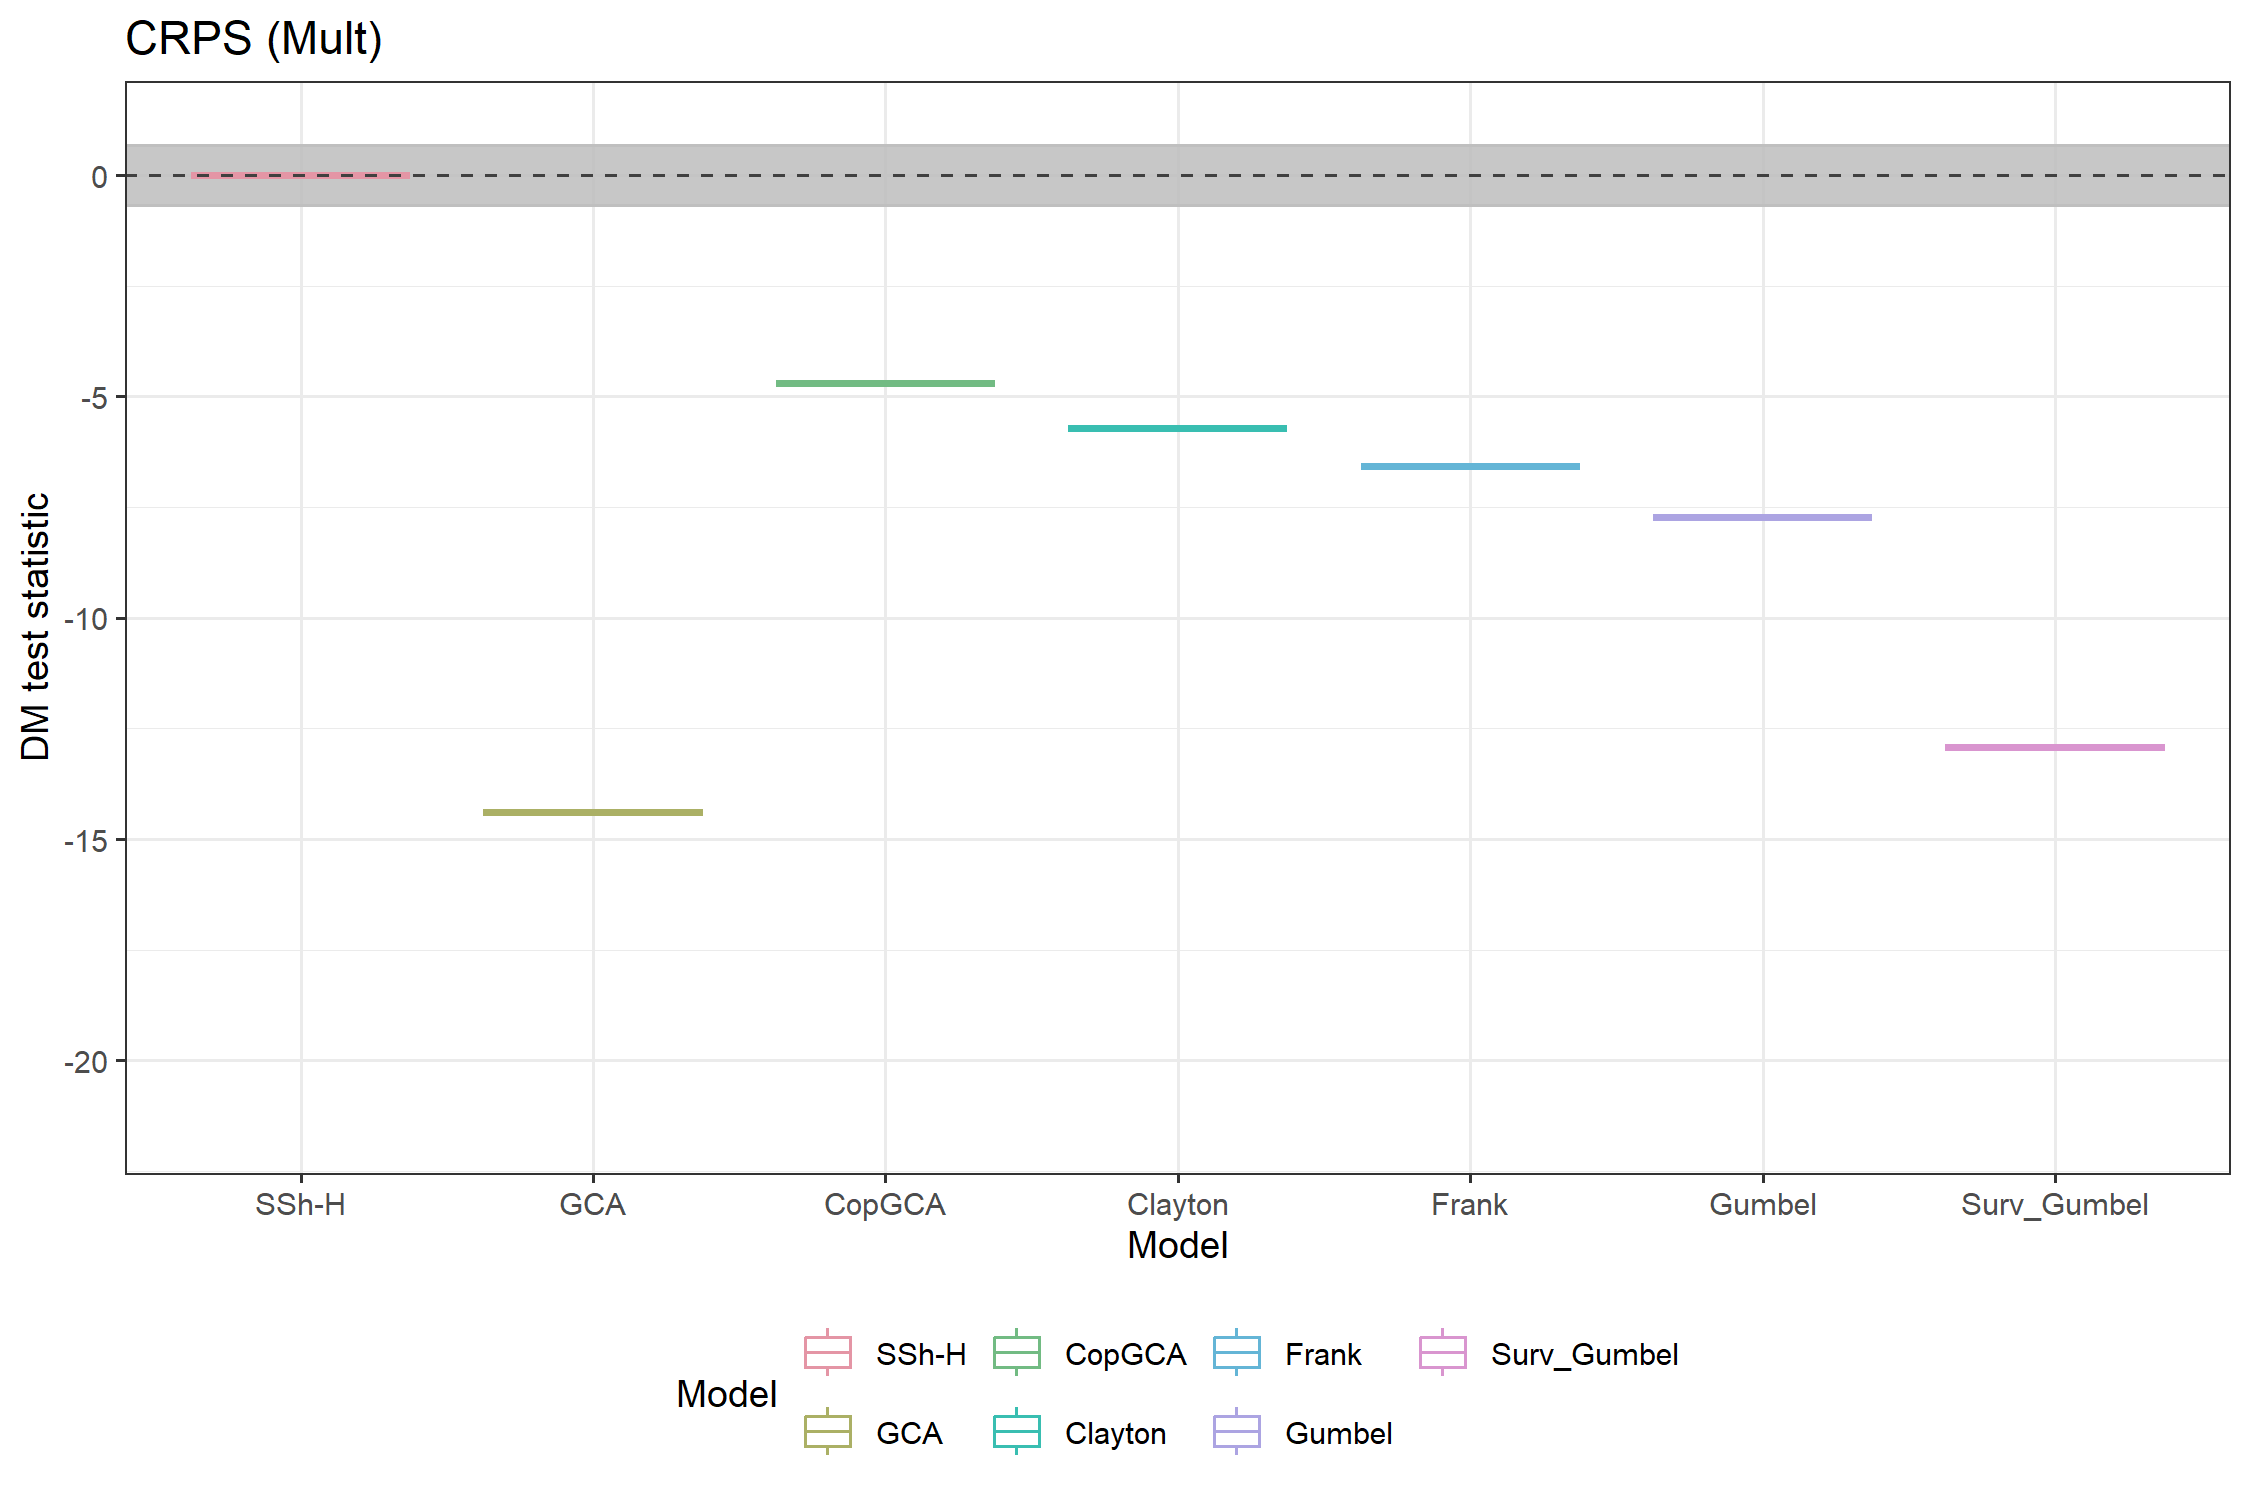 CRPS (Mult)
DM test statistic
0
-5
-10
-15
-20
SSh-H GCA CopGCA Clayton Frank Gumbel Surv_Gumbel
Model
Model
SSh-H CopGCA Frank Surv_Gumbel
GCA Clayton Gumbel